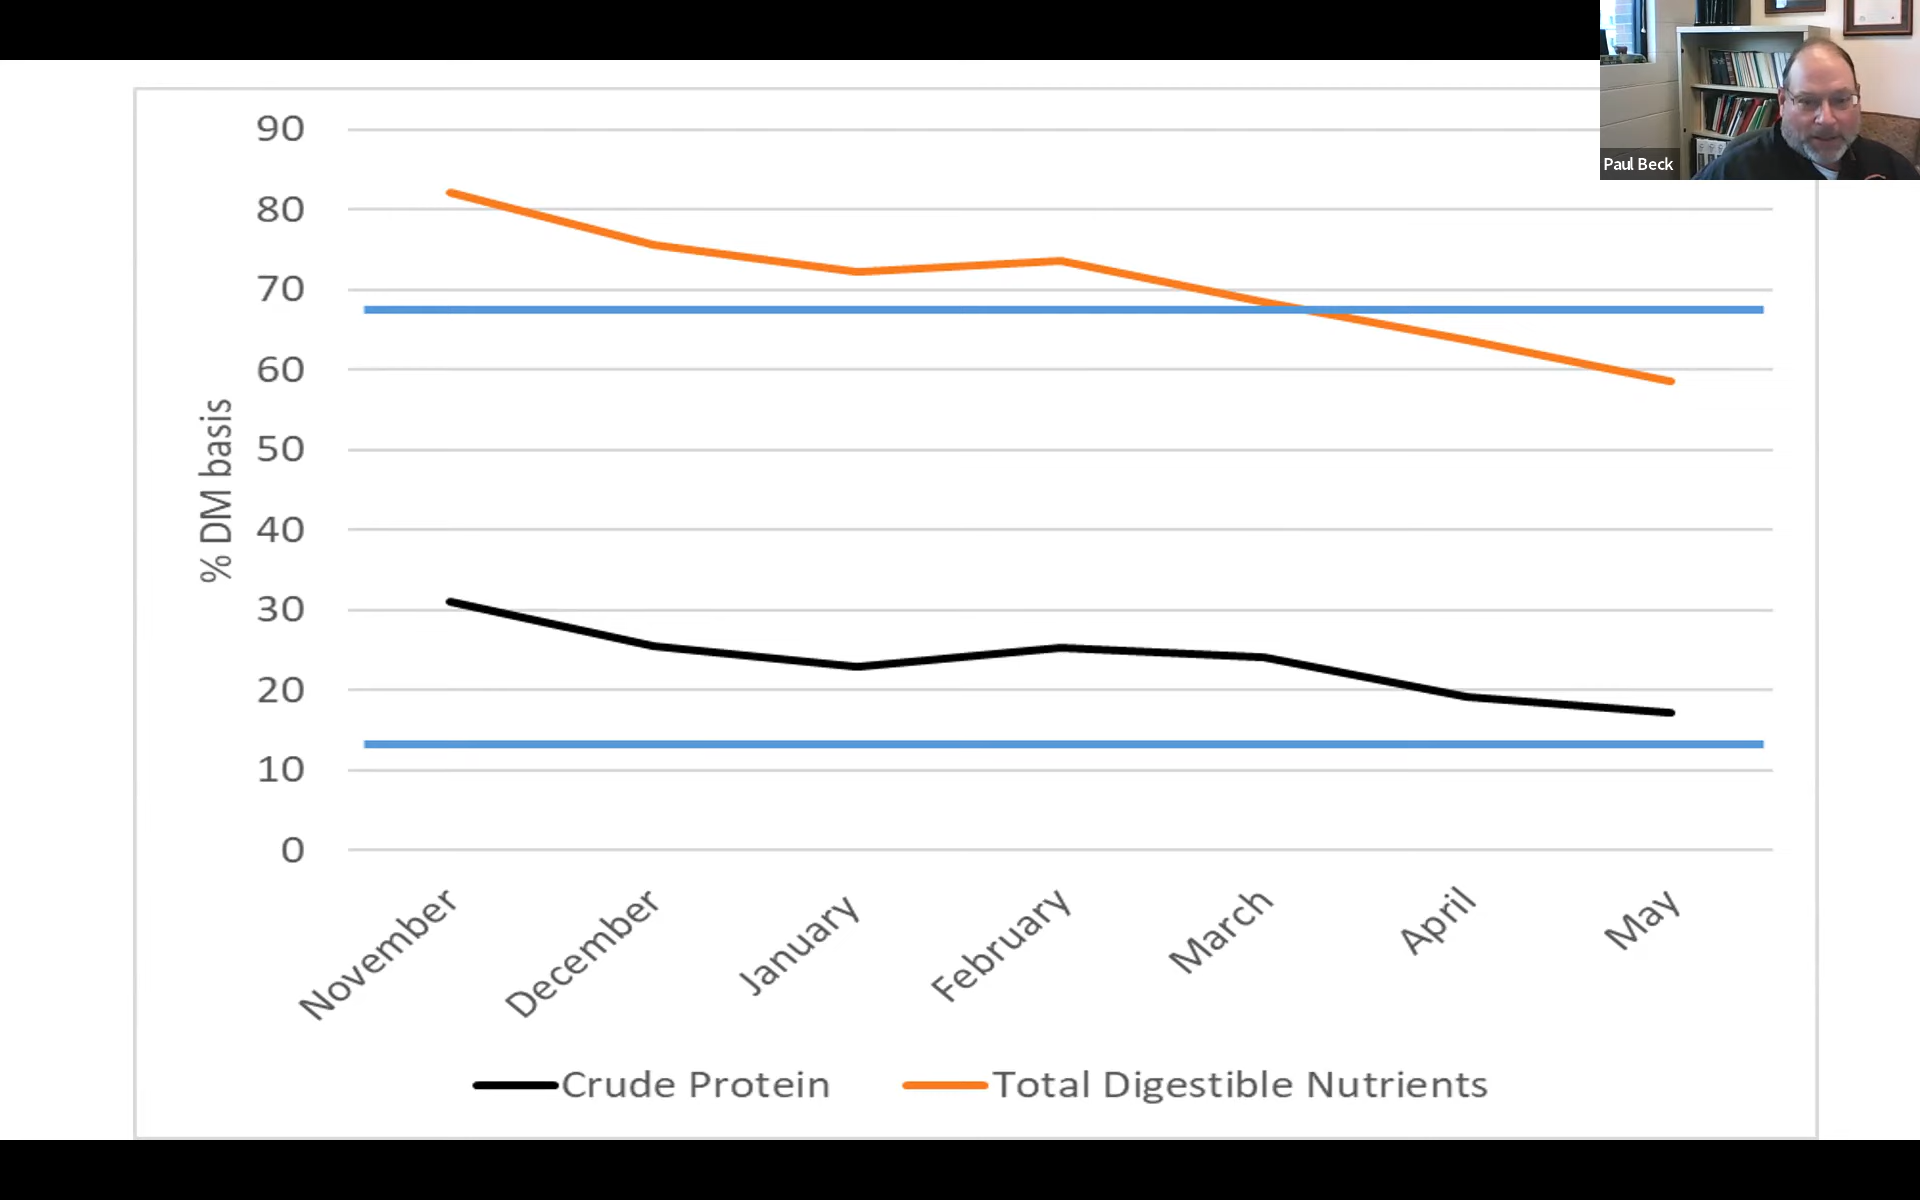 Paul Beck
90
80
70
60
50
40
30
20
10
0
% DM basis
November
December
January
February
March
April
May
Crude Protein
Total Digestible Nutrients